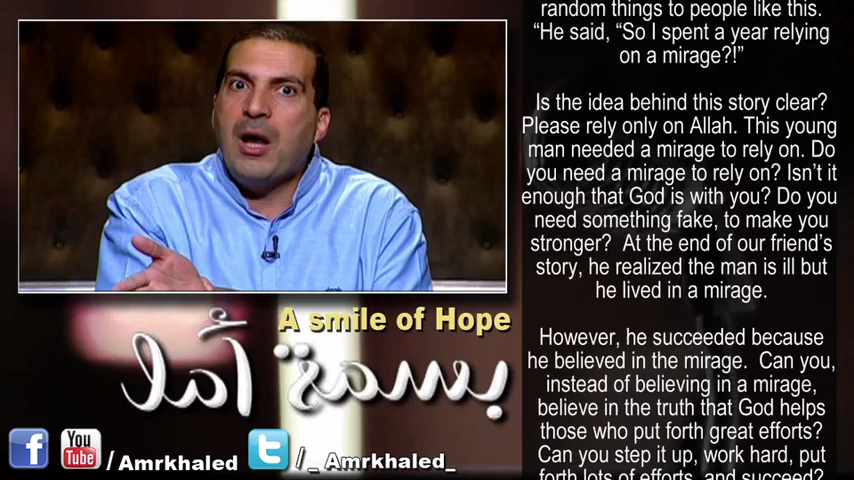 random things to people like this.
“He said, “So I spent a year relying
on a mirage?!”
Is the idea behind this story clear?
Please rely only on Allah. This young
man needed a mirage to rely on. Do
you need a mirage to rely on? Isn’t it
enough that God is with you? Do you
need something fake, to make you
stronger?  At the end of our friend’s
story, he realized the man is ill but
he lived in a mirage.
However, he succeeded because
he believed in the mirage.  Can you,
instead of believing in a mirage,
believe in the truth that God helps
those who put forth great efforts?
Can you step it up, work hard, put
forth lots of efforts, and succeed?
A smile of Hope
بسمة أمل
f You Tube /Amrkhaled t /_Amrkhaled_